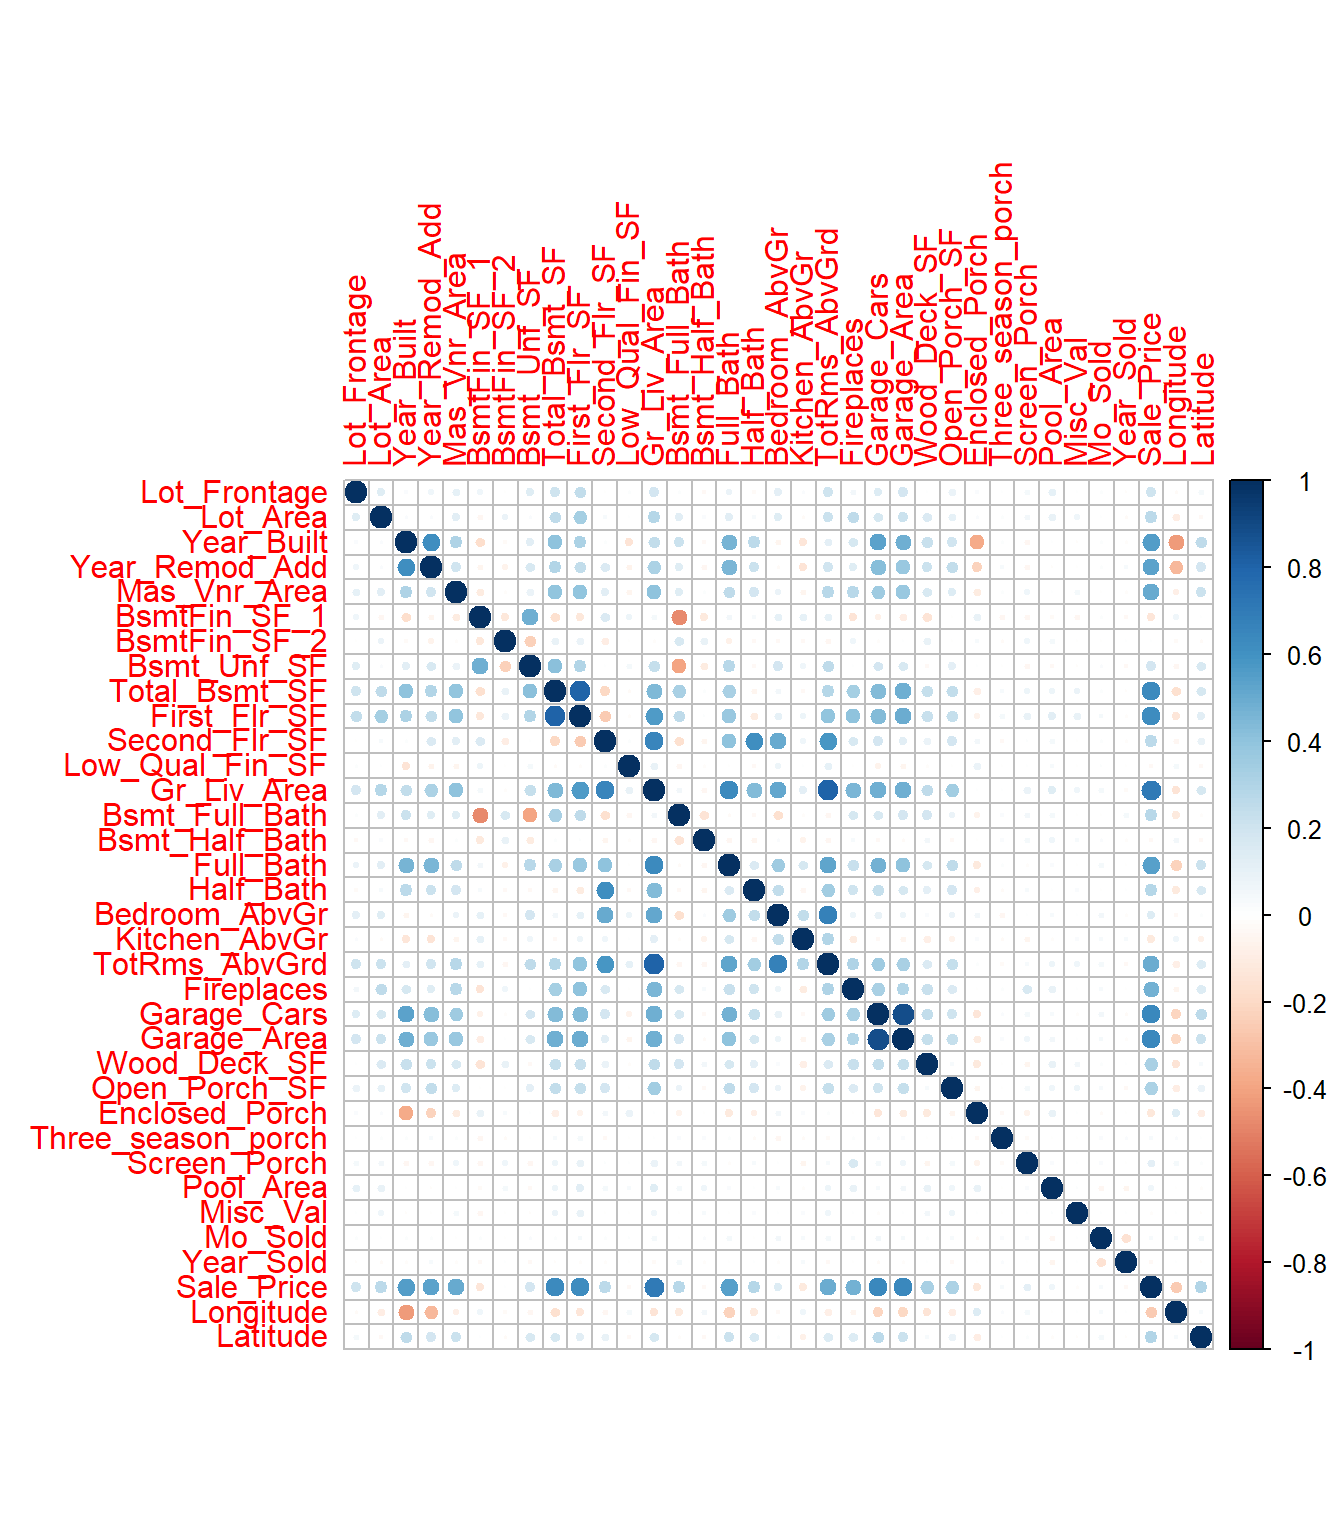 Lot_Frontage
Lot_Area
Year_Built
Year_Remod_Add
Mas_Vnr_Area
BsmtFin_SF_1
BsmtFin_SF_2
Bsmt_Unf_SF
Total_Bsmt_SF
First_Flr_SF
Second_Flr_SF
Low_Qual_Fin_SF
Gr_Liv_Area
Bsmt_Full_Bath
Bsmt_Half_Bath
Full_Bath
Half_Bath
Bedroom_AbvGr
Kitchen_AbvGr
TotRms_AbvGrd
Fireplaces
Garage_Cars
Garage_Area
Wood_Deck_SF
Open_Porch_SF
Enclosed_Porch
Three_season_porch
Screen_Porch
Pool_Area
Misc_Val
Mo_Sold
Year_Sold
Sale_Price
Longitude
Latitude
Lot_Frontage
Lot_Area
Year_Built
Year_Remod_Add
Mas_Vnr_Area
BsmtFin_SF_1
BsmtFin_SF_2
Bsmt_Unf_SF
Total_Bsmt_SF
First_Flr_SF
Second_Flr_SF
Low_Qual_Fin_SF
Gr_Liv_Area
Bsmt_Full_Bath
Bsmt_Half_Bath
Full_Bath
Half_Bath
Bedroom_AbvGr
Kitchen_AbvGr
TotRms_AbvGrd
Fireplaces
Garage_Cars
Garage_Area
Wood_Deck_SF
Open_Porch_SF
Enclosed_Porch
Three_season_porch
Screen_Porch
Pool_Area
Misc_Val
Mo_Sold
Year_Sold
Sale_Price
Longitude
Latitude
1
0.8
0.6
0.4
0.2
0
-0.2
-0.4
-0.6
-0.8
-1